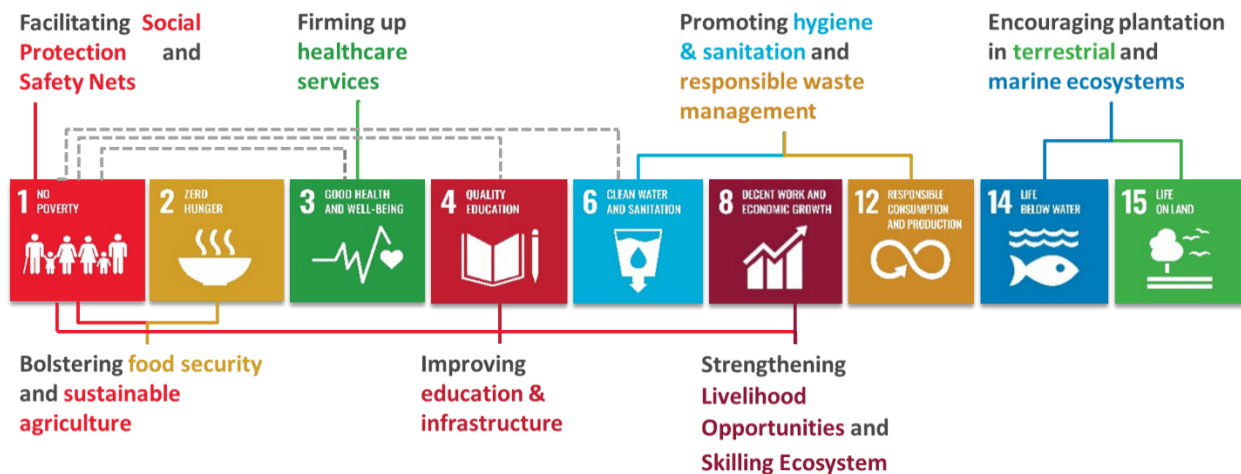 Facilitating Social
Protection and
Safety Nets
Firming up
healthcare
services
Promoting hygiene
& sanitation and
responsible waste
management
Encouraging plantation
in terrestrial and
marine ecosystems
1 NO
POVERTY
2 ZERO
HUNGER
3 GOOD HEALTH
AND WELL-BEING
4 QUALITY
EDUCATION
6 CLEAN WATER
AND SANITATION
8 DECENT WORK AND
ECONOMIC GROWTH
12 RESPONSIBLE
CONSUMPTION
AND PRODUCTION
14 LIFE
BELOW WATER
15 LIFE
ON LAND
Bolstering food security
and sustainable
agriculture
Improving
education &
infrastructure
Strengthening
Livelihood
Opportunities and
Skilling Ecosystem